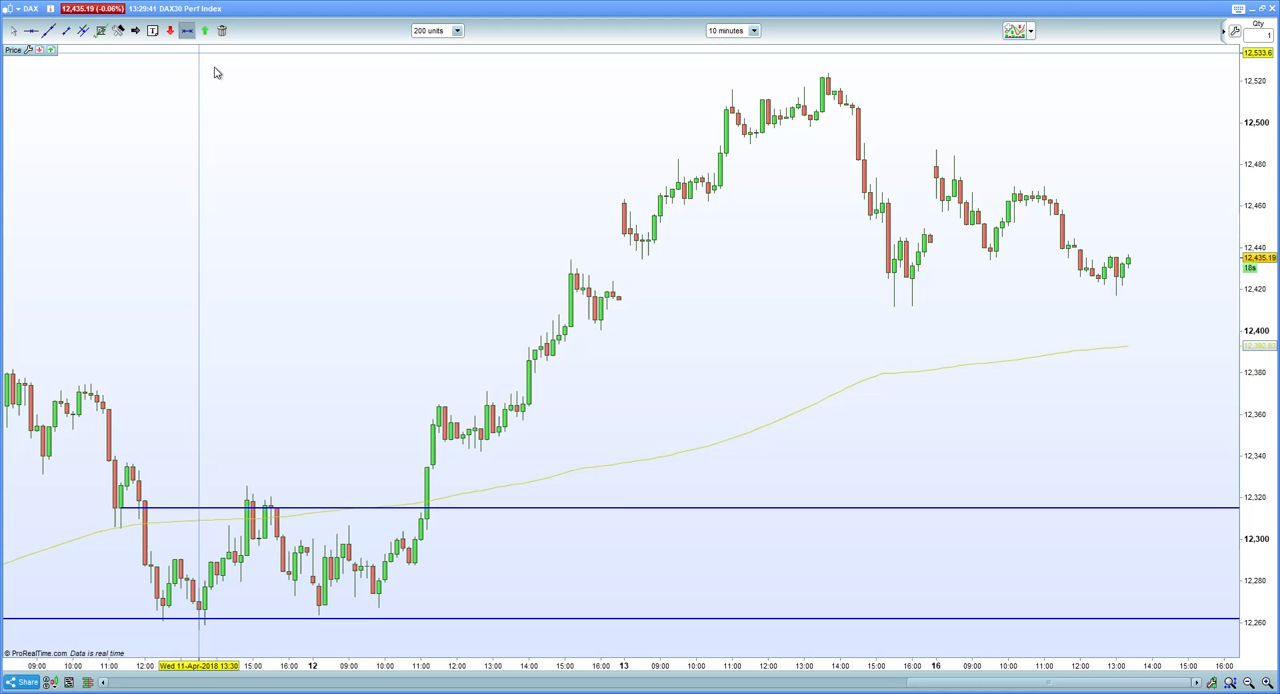 DAX 12,435.19 (-0.06%) 13:29:41 DAX30 Perf Index
200 units 10 minutes Qty
1
Price 12,533.6
12,520
12,500
12,480
12,460
12,440
12,435.19
18s
12,420
12,400
12,380
12,360
12,340
12,320
12,300
12,280
12,260
© ProRealTime.com Data is real time
09:00 10:00 11:00 12:00 Wed 11-Apr-2018 13:30 15:00 16:00 12 09:00 10:00 11:00 12:00 13:00 14:00 15:00 16:00 13 09:00 10:00 11:00 12:00 13:00 14:00 15:00 16:00 16 09:00 10:00 11:00 12:00 13:00 14:00 15:00 16:00
Share